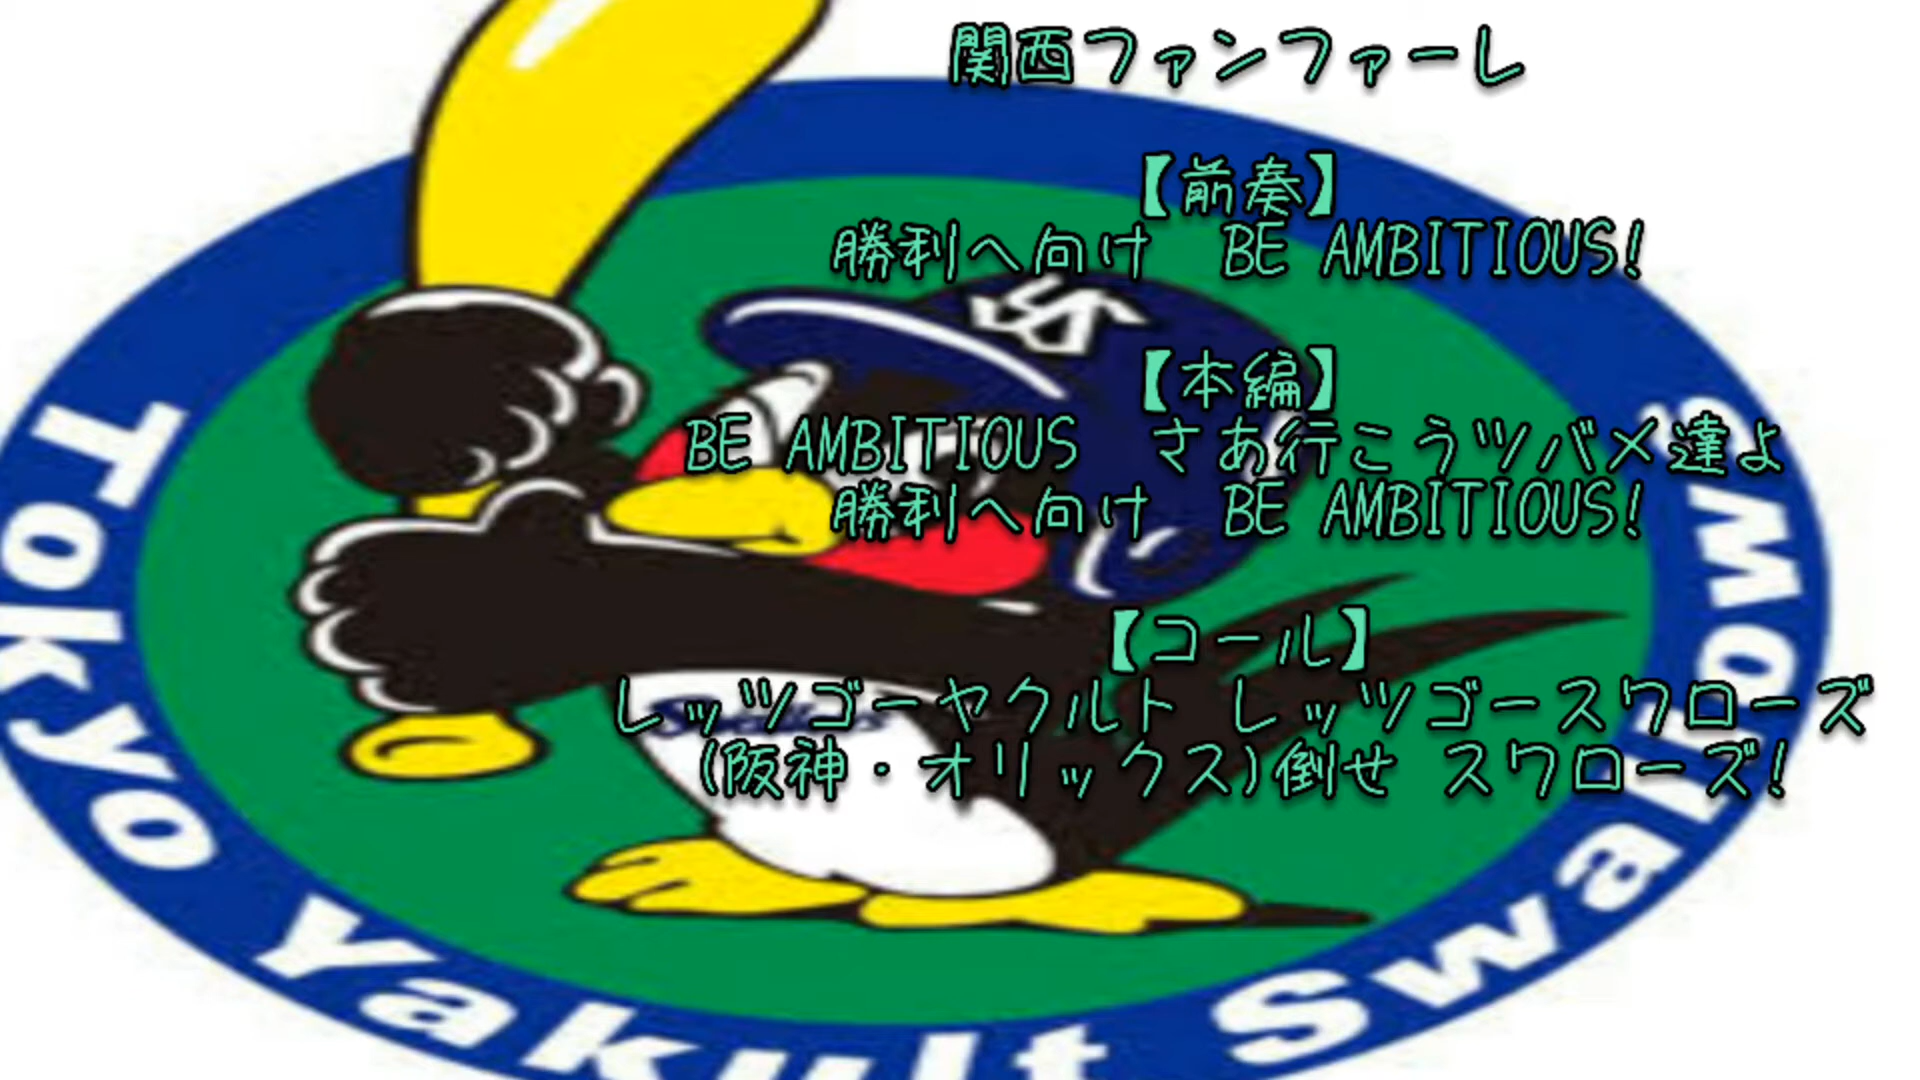 関西ファンファーレ
【前奏】
勝利へ向け　BE AMBITIOUS!
【本編】
BE AMBITIOUS　さあ行こうツバメ達よ
勝利へ向け　BE AMBITIOUS!
【コール】
レッツゴーヤクルト レッツゴースワローズ
(阪神・オリックス)倒せ スワローズ!
Tokyo Yakult Swallows